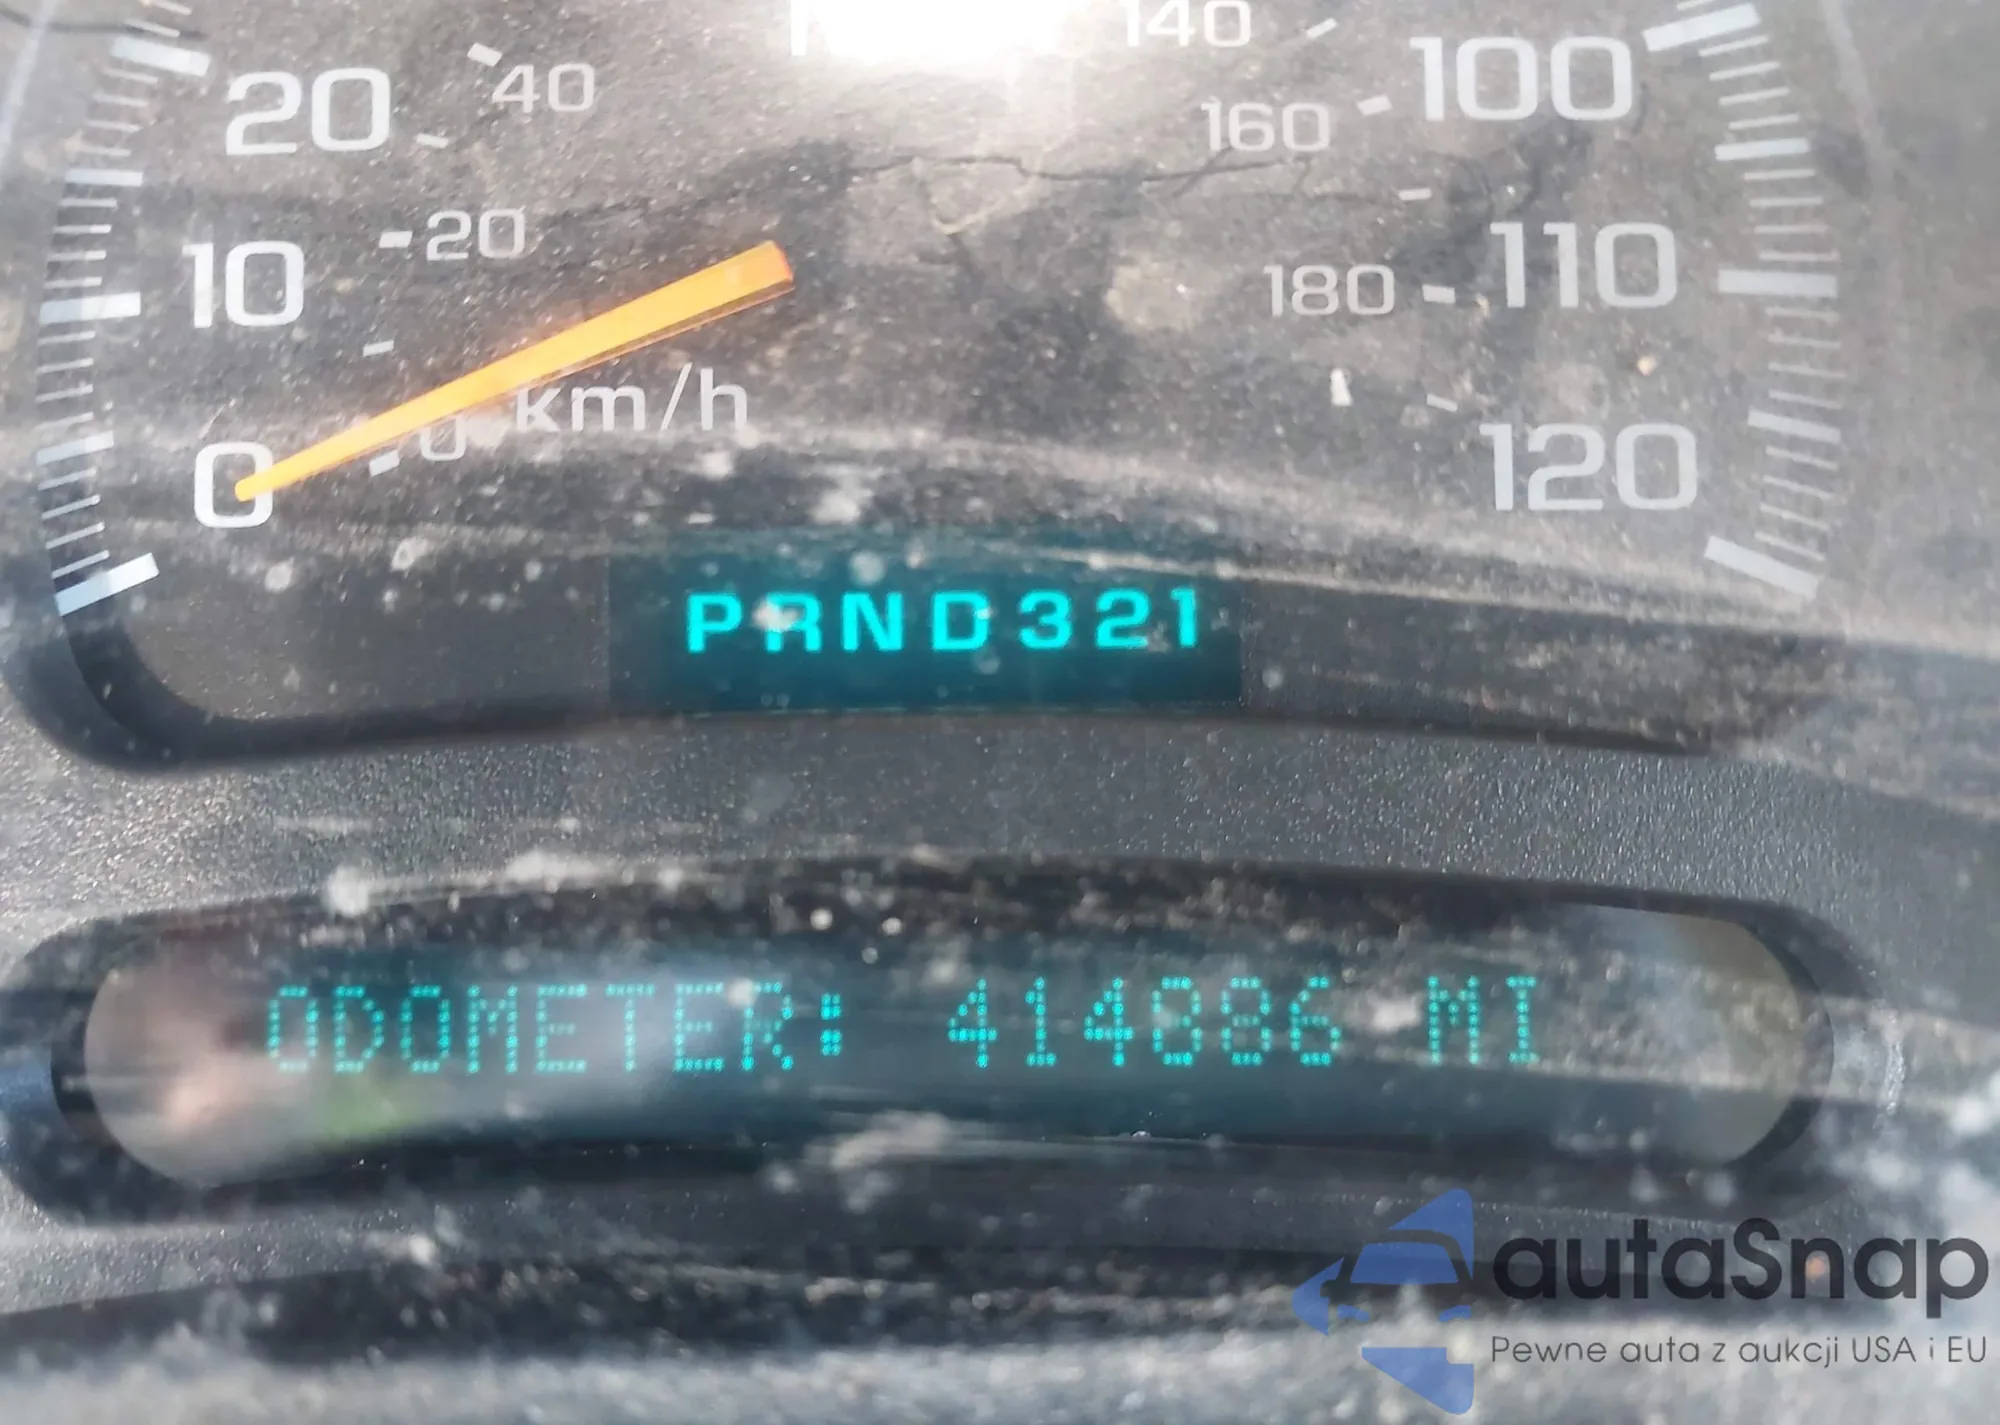 140
20 40 100
160
10 20 110
180
km/h
0 0 120
PRND321
ODOMETER: 414886 MI
autaSnap
Pewne auta z aukcji USA i EU